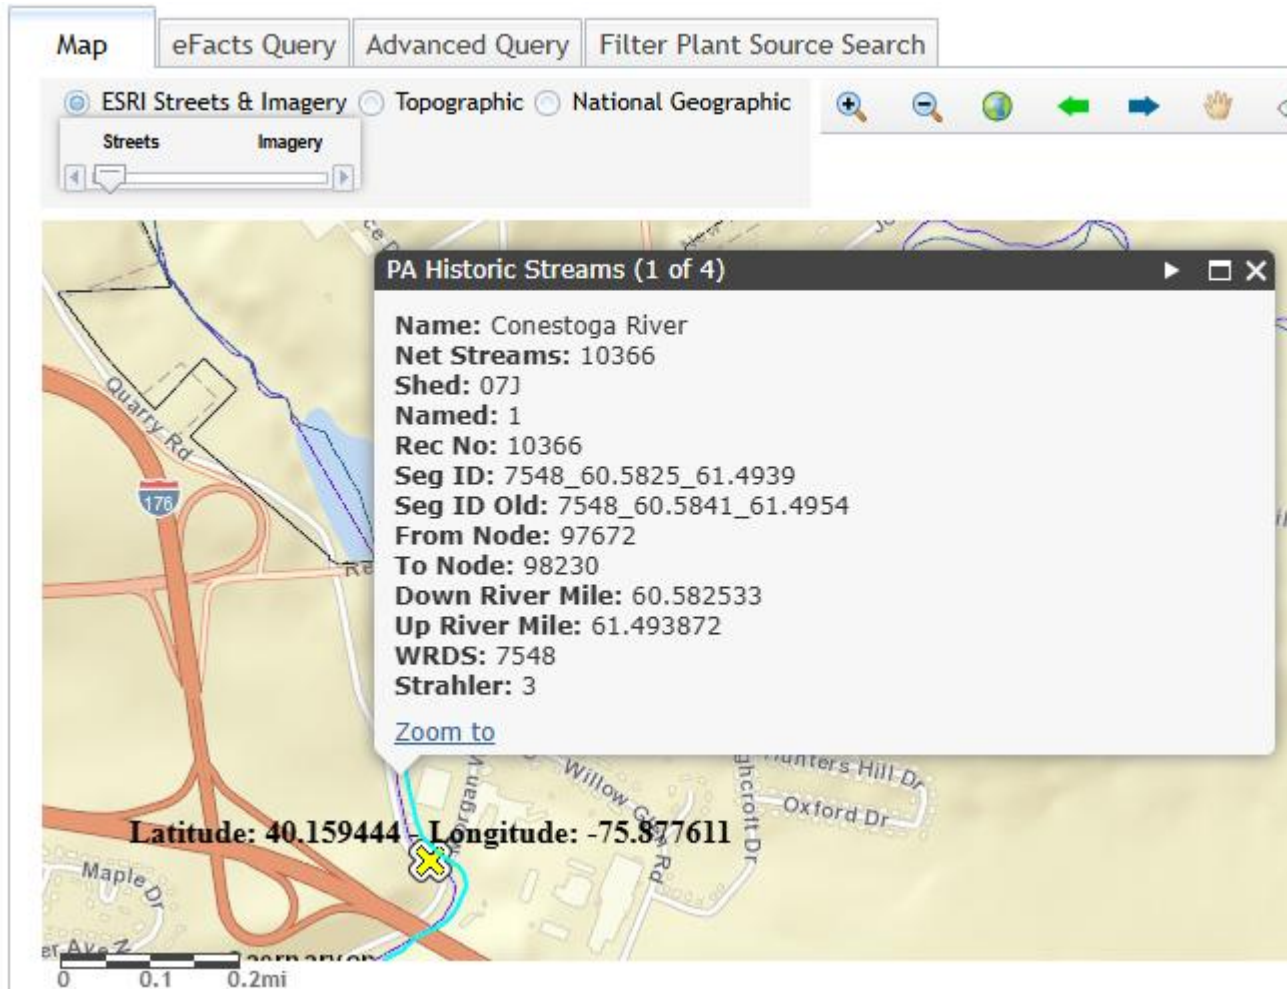 Map eFacts Query Advanced Query Filter Plant Source Search
ESRI Streets & Imagery Topographic National Geographic
Streets Imagery
PA Historic Streams (1 of 4)
Name: Conestoga River
Net Streams: 10366
Shed: 07J
Named: 1
Rec No: 10366
Seg ID: 7548_60.5825_61.4939
Seg ID Old: 7548_60.5841_61.4954
From Node: 97672
To Node: 98230
Down River Mile: 60.582533
Up River Mile: 61.493872
WRDS: 7548
Strahler: 3
Zoom to
Quarry Rd
176
Hunters Hill Dr
Willow Glen Rd
Oxford Dr
Latitude: 40.159444 - Longitude: -75.877611
Maple Dr
0 0.1 0.2mi